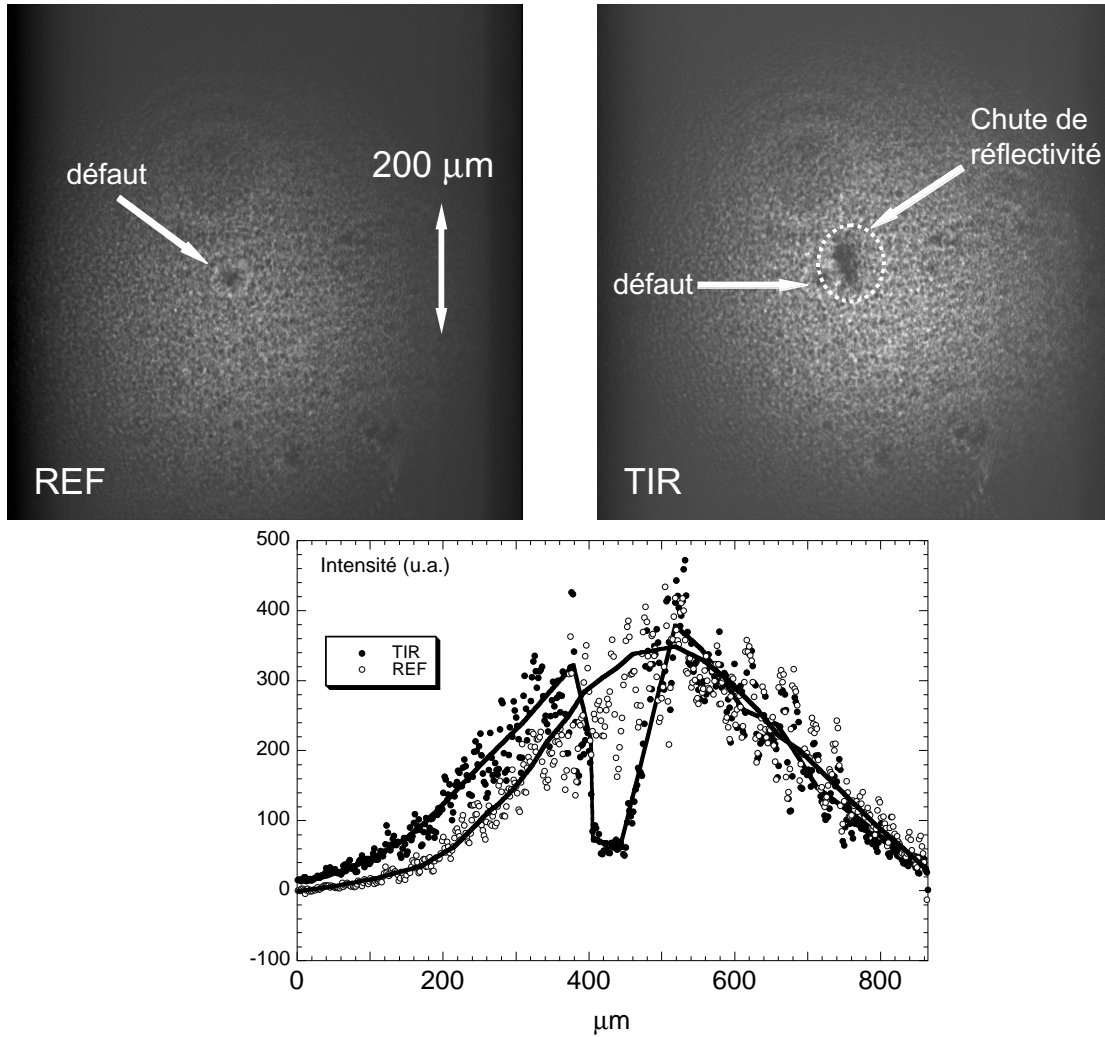 défaut
200 μm
REF
Chute de
réflectivité
défaut
TIR
500
400
300
200
100
0
-100
Intensité (u.a.)
TIR
REF
0
200
400
600
800
μm